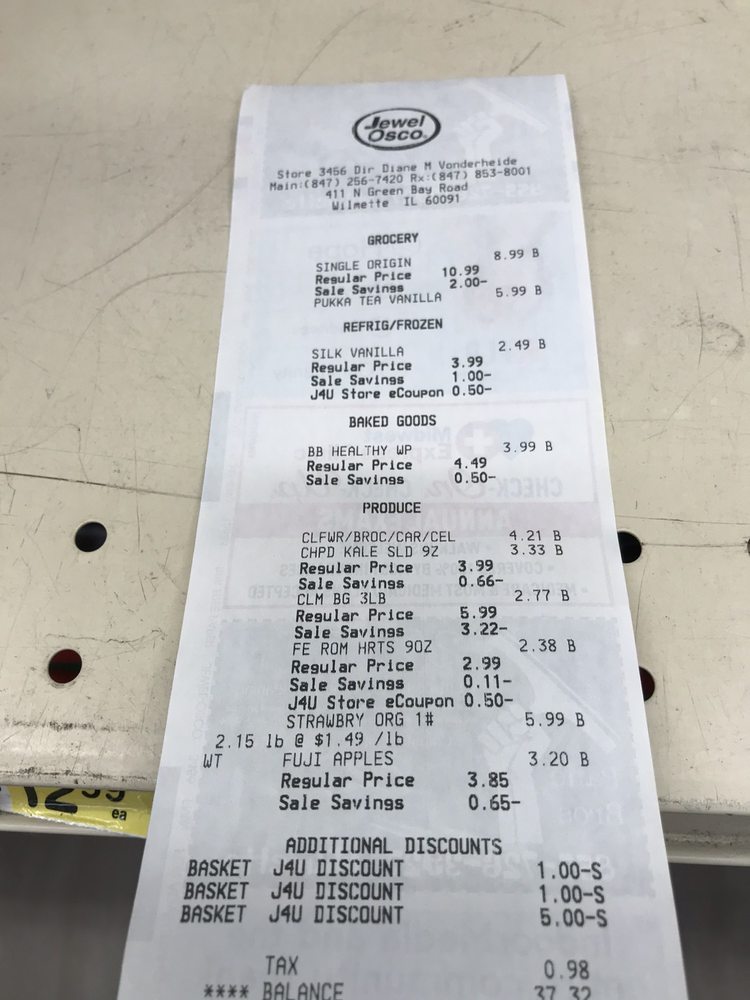 Jewel
Osco
Store 3456 Dir Diane M Vonderheide
Main:(847) 256-7420 Rx:(847) 853-8001
411 N Green Bay Road
Wilmette IL 60091
GROCERY
SINGLE ORIGIN 8.99 B
Regular Price 10.99
Sale Savings 2.00-
PUKKA TEA VANILLA 5.99 B
REFRIG/FROZEN
SILK VANILLA 2.49 B
Regular Price 3.99
Sale Savings 1.00-
J4U Store eCoupon 0.50-
BAKED GOODS
BB HEALTHY WP 3.99 B
Regular Price 4.49
Sale Savings 0.50-
PRODUCE
CLFWR/BROC/CAR/CEL 4.21 B
CHPD KALE SLD 9Z 3.33 B
Regular Price 3.99
Sale Savings 0.66-
CLM BG 3LB 2.77 B
Regular Price 5.99
Sale Savings 3.22-
FE ROM HRTS 9OZ 2.38 B
Regular Price 2.99
Sale Savings 0.11-
J4U Store eCoupon 0.50-
STRAWBRY ORG 1# 5.99 B
2.15 lb @ $1.49 /lb
WT FUJI APPLES 3.20 B
Regular Price 3.85
Sale Savings 0.65-
ADDITIONAL DISCOUNTS
BASKET J4U DISCOUNT 1.00-S
BASKET J4U DISCOUNT 1.00-S
BASKET J4U DISCOUNT 5.00-S
TAX 0.98
**** BALANCE 37.32
ea